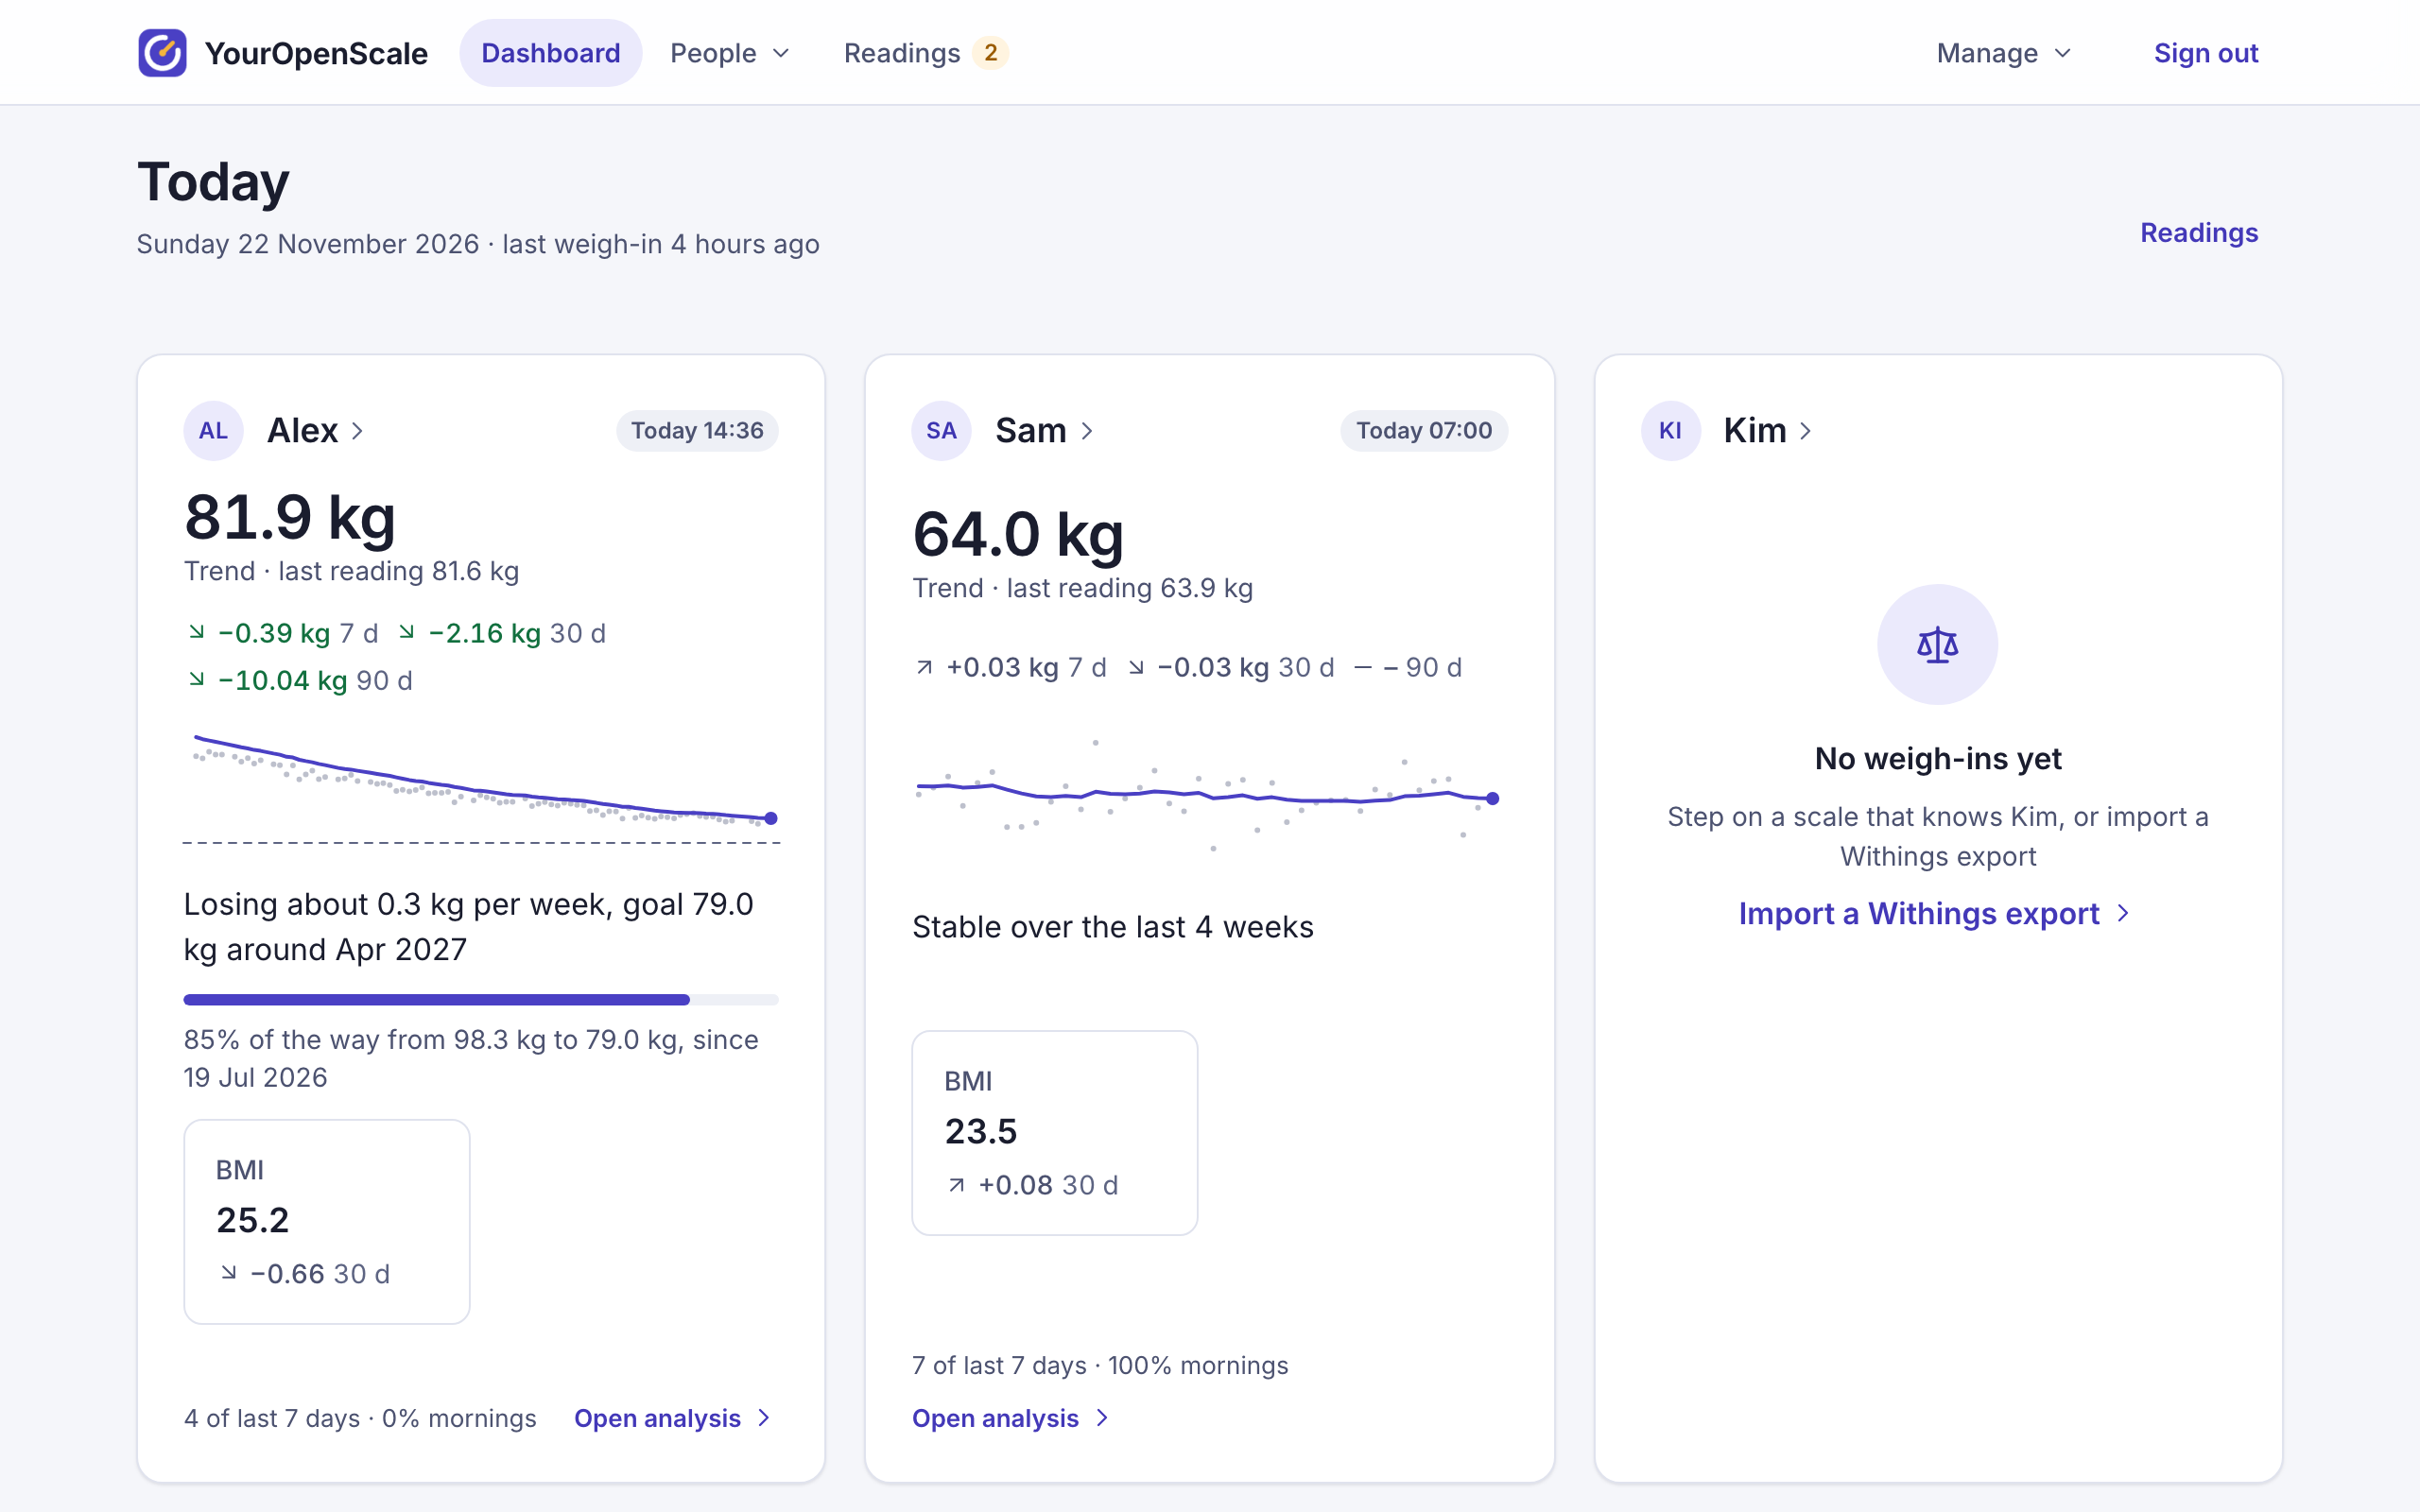 YourOpenScale Dashboard People Readings 2 Manage Sign out
Today
Sunday 22 November 2026 · last weigh-in 4 hours ago
Readings
AL Alex Today 14:36
81.9 kg
Trend · last reading 81.6 kg
−0.39 kg 7 d −2.16 kg 30 d
−10.04 kg 90 d
Losing about 0.3 kg per week, goal 79.0
kg around Apr 2027
85% of the way from 98.3 kg to 79.0 kg, since
19 Jul 2026
BMI
25.2
−0.66 30 d
4 of last 7 days · 0% mornings Open analysis
SA Sam Today 07:00
64.0 kg
Trend · last reading 63.9 kg
+0.03 kg 7 d −0.03 kg 30 d – 90 d
Stable over the last 4 weeks
BMI
23.5
+0.08 30 d
7 of last 7 days · 100% mornings
Open analysis
KI Kim
No weigh-ins yet
Step on a scale that knows Kim, or import a
Withings export
Import a Withings export